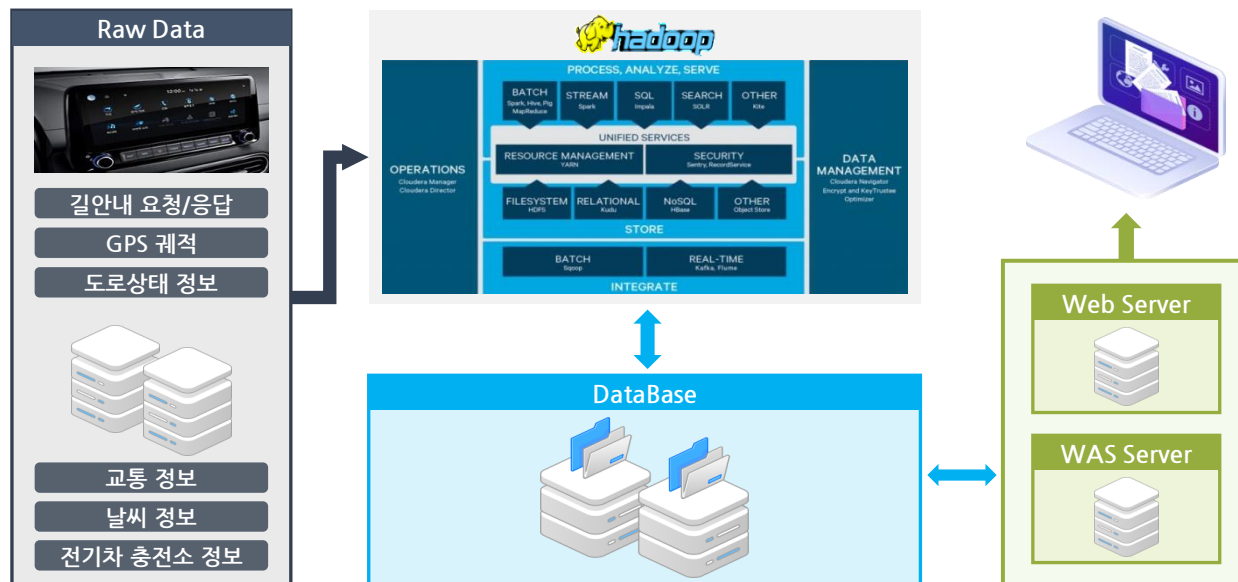 Raw Data
길안내 요청/응답
GPS 궤적
도로상태 정보
교통 정보
날씨 정보
전기차 충전소 정보
hadoop
PROCESS, ANALYZE, SERVE
BATCH
Spark, Hive, Pig
MapReduce
STREAM
Spark
SQL
Impala
SEARCH
SOLR
OTHER
Kite
UNIFIED SERVICES
RESOURCE MANAGEMENT
YARN
SECURITY
Sentry, RecordService
OPERATIONS
Cloudera Manager
Cloudera Director
DATA
MANAGEMENT
Cloudera Navigator
Encrypt and KeyTrustee
Optimizer
FILESYSTEM
HDFS
RELATIONAL
Kudu
NoSQL
HBase
OTHER
Object Store
STORE
BATCH
Sqoop
REAL-TIME
Kafka, Flume
INTEGRATE
DataBase
Web Server
WAS Server